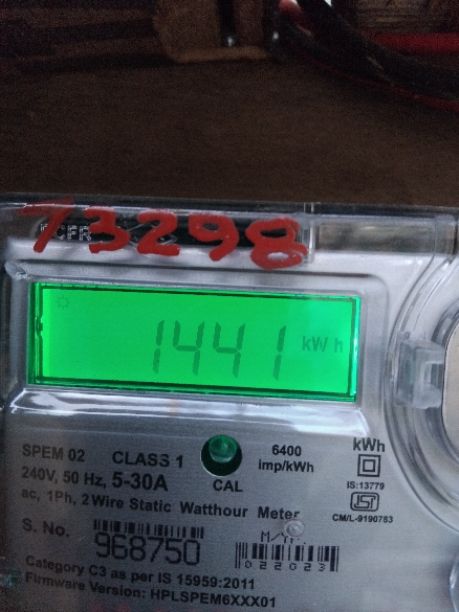 73298
1441 kWh
SPEM 02 CLASS 1 6400 imp/kWh kWh
240V, 50 Hz, 5-30A CAL IS:13779
ac, 1Ph, 2 Wire Static Watthour Meter CM/L-9190783
S. No. 968750
022023
Category C3 as per IS 15959:2011
Firmware Version: HPLSPEM6XXX01